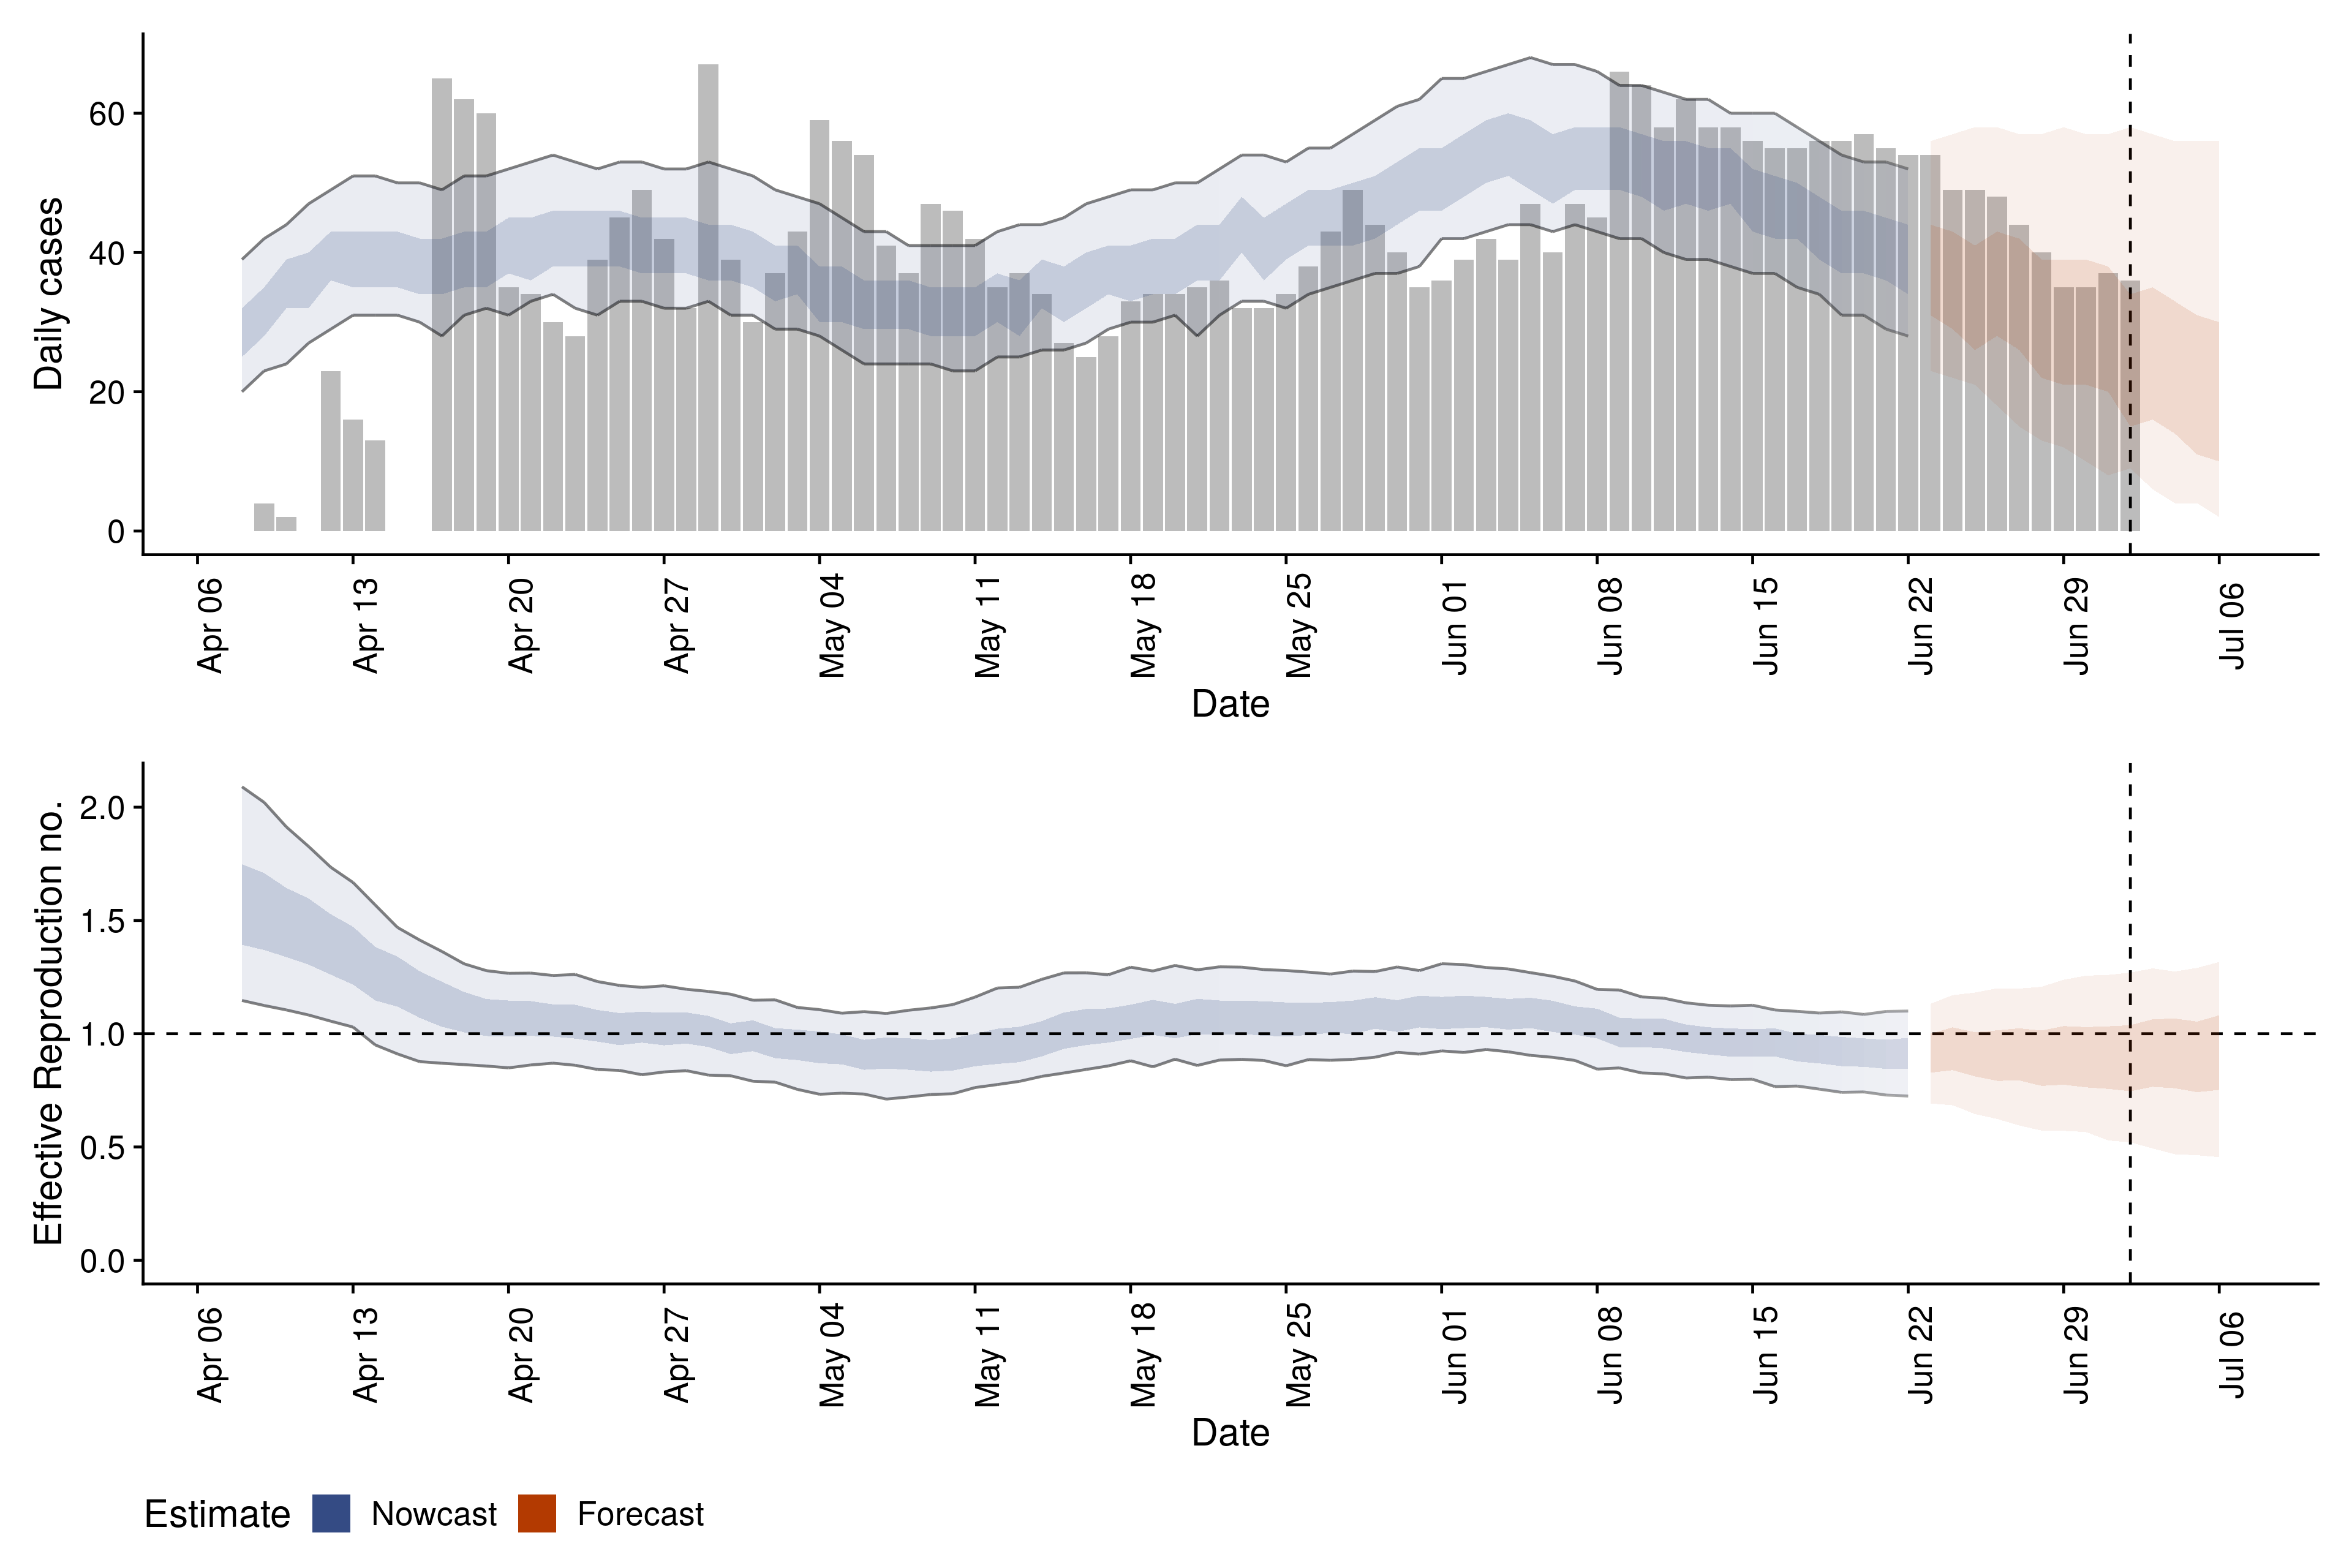 Daily cases
60
40
20
0
Apr 06
Apr 13
Apr 20
Apr 27
May 04
May 11
May 18
May 25
Jun 01
Jun 08
Jun 15
Jun 22
Jun 29
Jul 06
Date
Effective Reproduction no.
2.0
1.5
1.0
0.5
0.0
Apr 06
Apr 13
Apr 20
Apr 27
May 04
May 11
May 18
May 25
Jun 01
Jun 08
Jun 15
Jun 22
Jun 29
Jul 06
Date
Estimate Nowcast Forecast